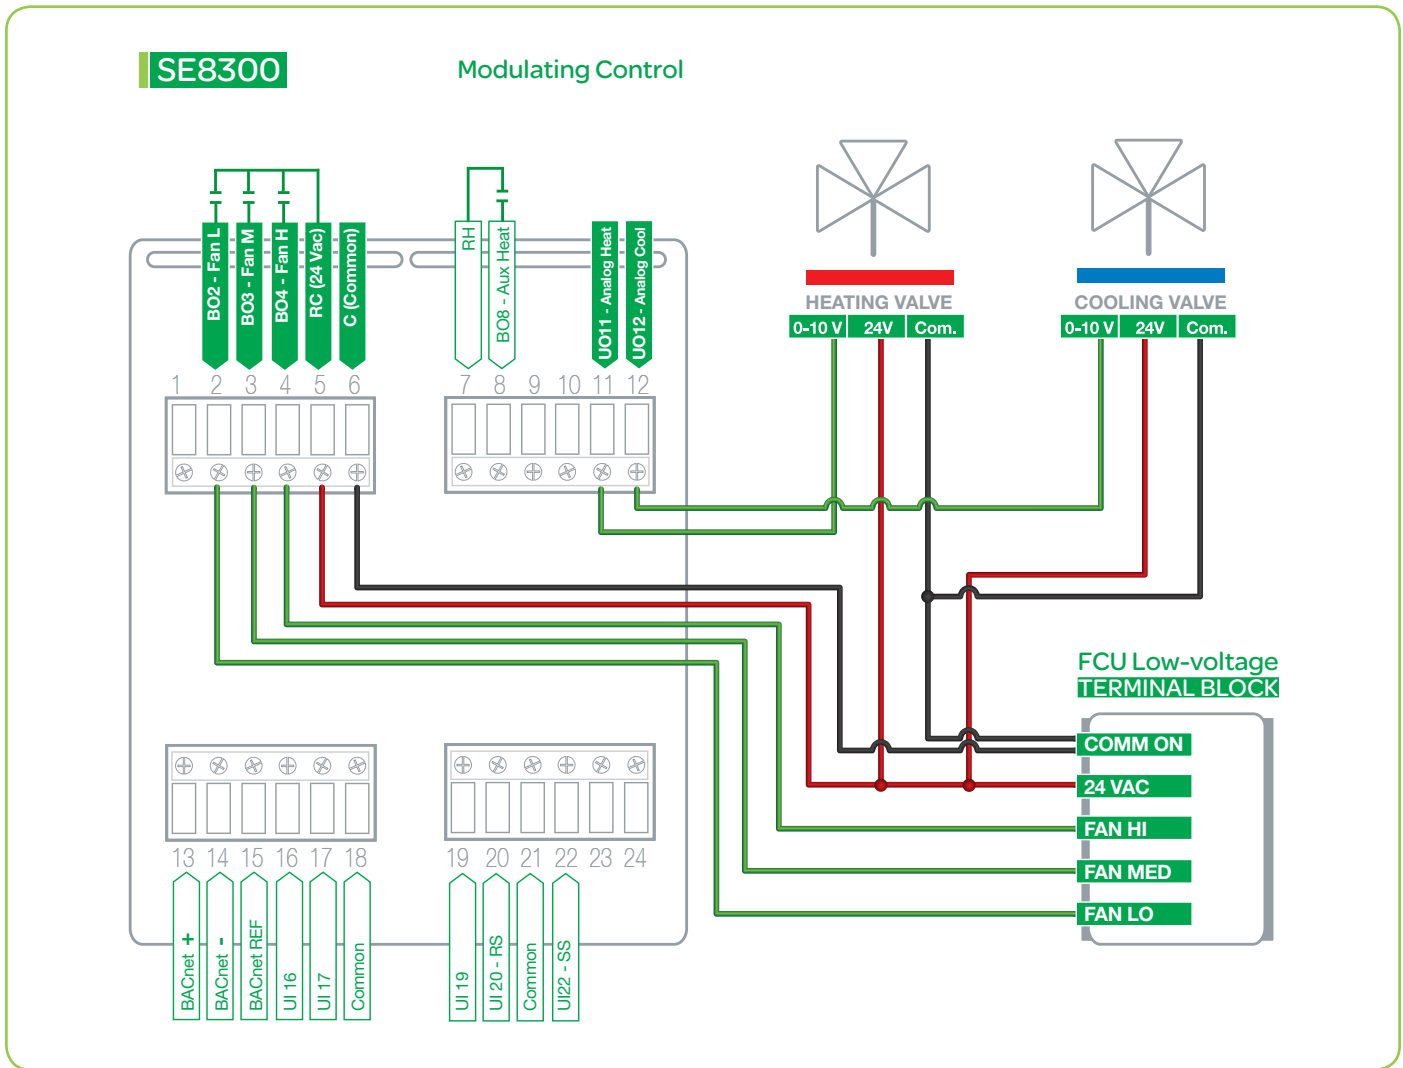 SE8300
Modulating Control
BO2 - Fan L
BO3 - Fan M
BO4 - Fan H
RC (24 Vac)
C (Common)
RH
BO8 - Aux Heat
UO11 - Analog Heat
UO12 - Analog Cool
HEATING VALVE
0-10 V 24V Com.
COOLING VALVE
0-10 V 24V Com.
1 2 3 4 5 6
7 8 9 10 11 12
FCU Low-voltage
TERMINAL BLOCK
COMM ON
24 VAC
FAN HI
FAN MED
FAN LO
13 14 15 16 17 18
19 20 21 22 23 24
BACnet +
BACnet -
BACnet REF
UI 16
UI 17
Common
UI 19
UI 20 - RS
Common
UI22 - SS